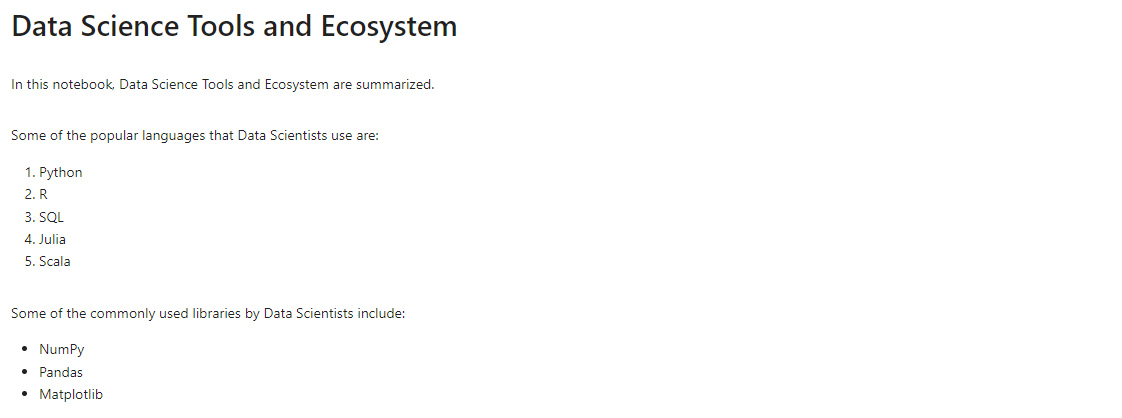 Data Science Tools and Ecosystem
In this notebook, Data Science Tools and Ecosystem are summarized.
Some of the popular languages that Data Scientists use are:
1. Python
2. R
3. SQL
4. Julia
5. Scala
Some of the commonly used libraries by Data Scientists include:
• NumPy
• Pandas
• Matplotlib